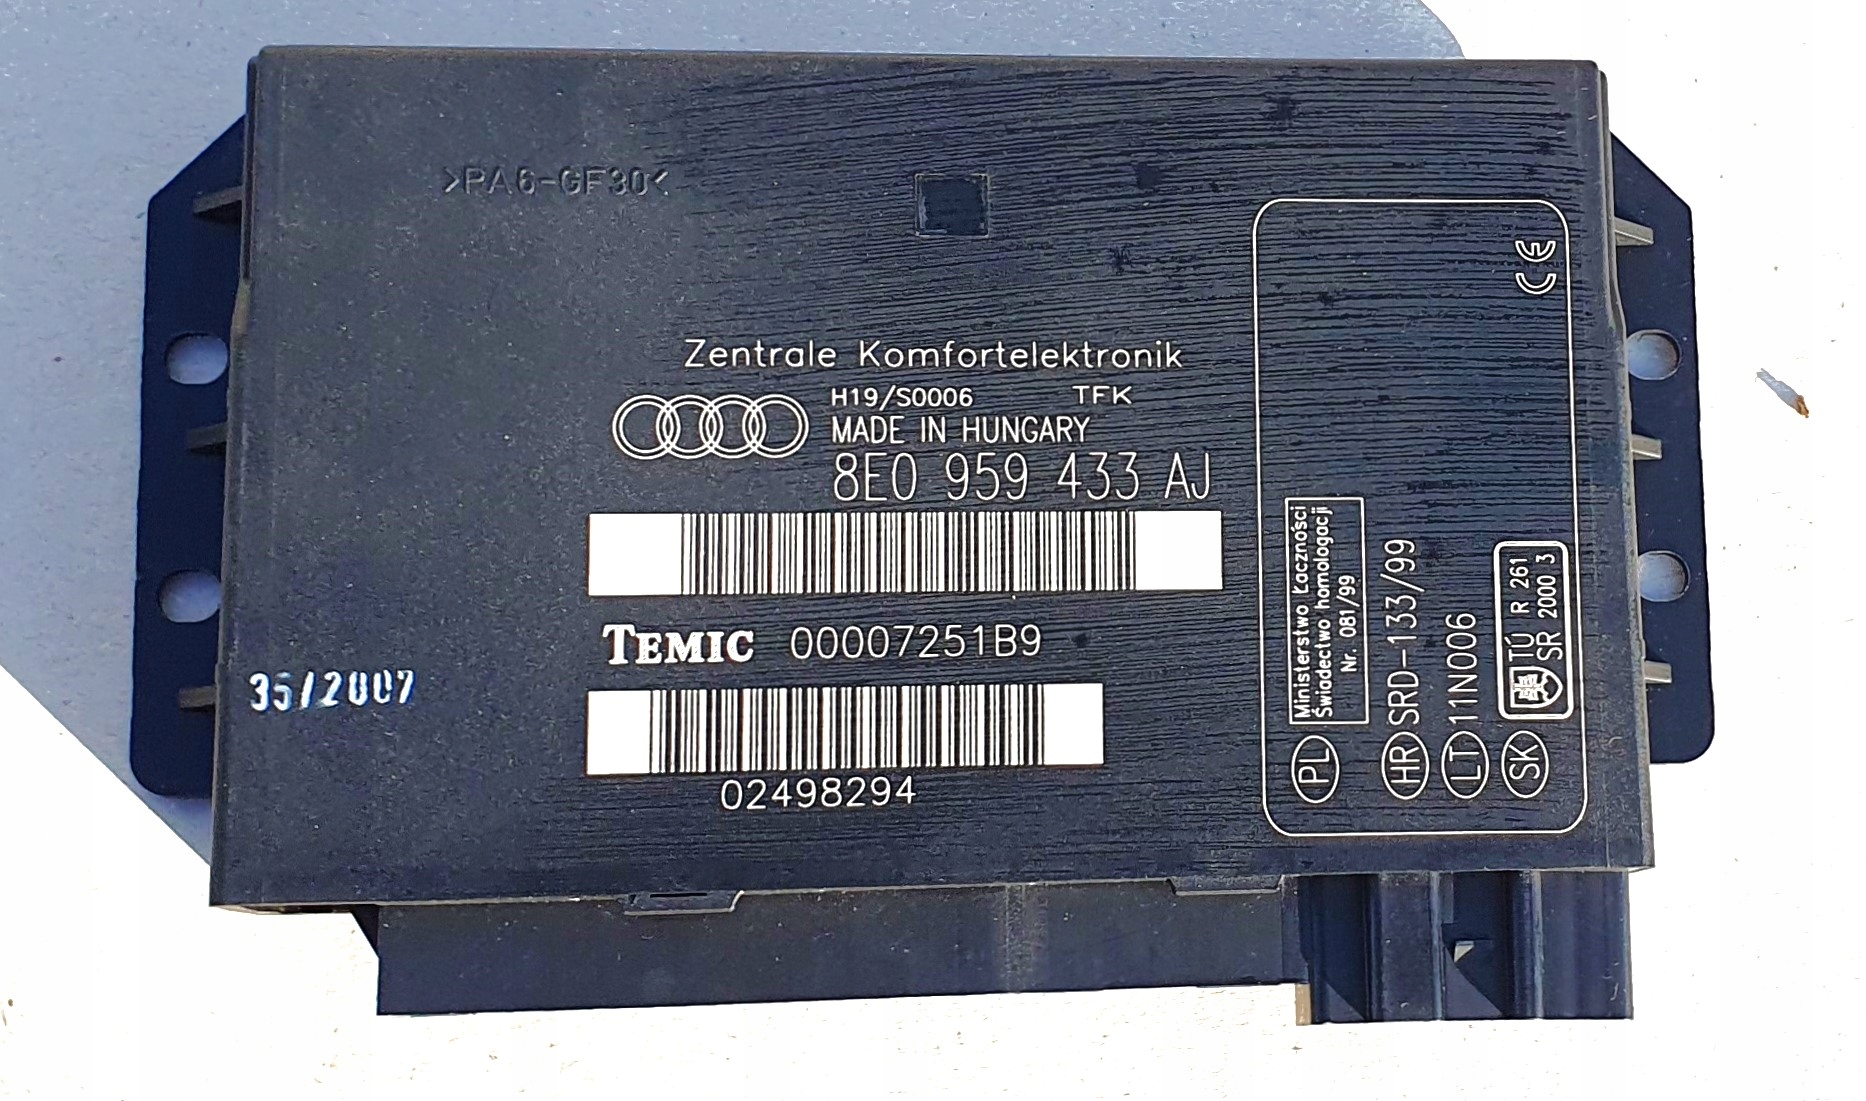 >PA6-GF30<
Zentrale Komfortelektronik
H19/S0006 TFK
MADE IN HUNGARY
8E0 959 433 AJ
TEMIC 00007251B9
35/2007
02498294
CE
Ministerstwo Łączności
Świadectwo homologacji
Nr. 081/99
PL
HR SRD-133/99
LT 11N006
SK TÚ R 261
SR 2000 3